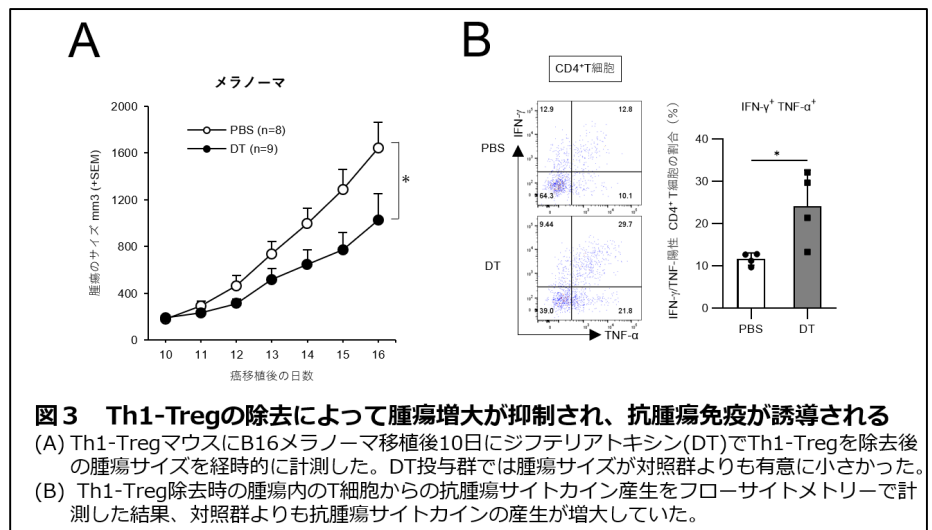 A
メラノーマ
2000
1600
1200
800
400
0
腫瘍のサイズ mm3 (+SEM)
PBS (n=8)
DT (n=9)
*
10 11 12 13 14 15 16
癌移植後の日数
B
CD4⁺T細胞
IFN-γ
PBS
12.9 12.8
64.3 10.1
DT
9.44 29.7
39.0 21.8
TNF-α
IFN-γ⁺ TNF-α⁺
IFN-γ/TNF-陽性 CD4⁺ T細胞の割合 (%)
40
30
20
10
0
*
PBS DT
図3 Th1-Tregの除去によって腫瘍増大が抑制され、抗腫瘍免疫が誘導される
(A) Th1-TregマウスにB16メラノーマ移植後10日にジフテリアトキシン(DT)でTh1-Tregを除去後
の腫瘍サイズを経時的に計測した。DT投与群では腫瘍サイズが対照群よりも有意に小さかった。
(B) Th1-Treg除去時の腫瘍内のT細胞からの抗腫瘍サイトカイン産生をフローサイトメトリーで計
測した結果、対照群よりも抗腫瘍サイトカインの産生が増大していた。